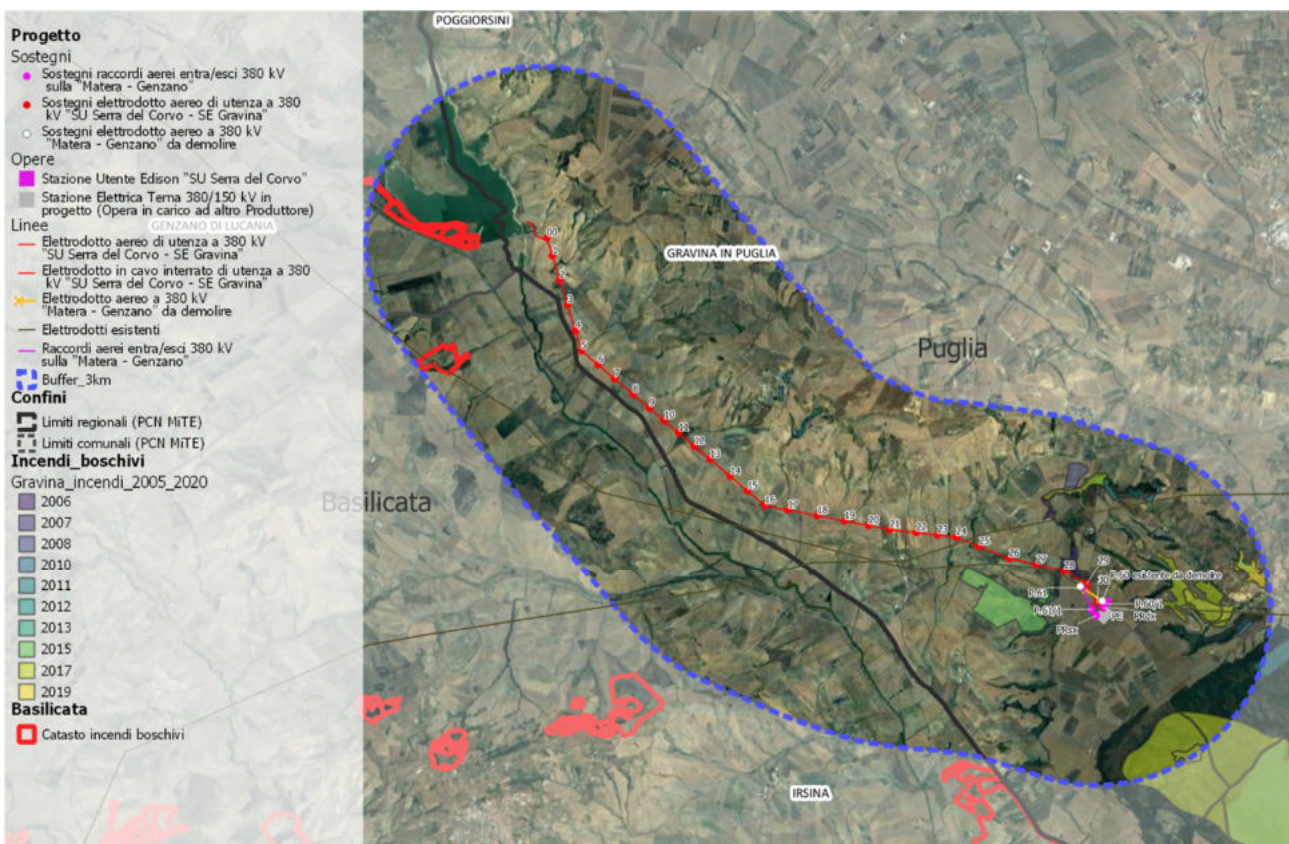 Progetto
Sostegni
Sostegni raccordi aerei entra/esci 380 kV
sulla "Matera - Genzano"
Sostegni elettrodotto aereo di utenza a 380
kV "SU Serra del Corvo - SE Gravina"
Sostegni elettrodotto aereo a 380 kV
"Matera - Genzano" da demolire
Opere
Stazione Utente Edison "SU Serra del Corvo"
Stazione Elettrica Terna 380/150 kV in
progetto (Opera in carico ad altro Produttore)
Linee
GENZANO DI LUCANIA
Elettrodotto aereo di utenza a 380 kV
"SU Serra del Corvo - SE Gravina"
Elettrodotto in cavo interrato di utenza a 380
kV "SU Serra del Corvo - SE Gravina"
Elettrodotto aereo a 380 kV
"Matera - Genzano" da demolire
Elettrodotti esistenti
Raccordi aerei entra/esci 380 kV
sulla "Matera - Genzano"
Buffer_3km
Confini
Limiti regionali (PCN MiTE)
Limiti comunali (PCN MiTE)
Incendi_boschivi
Gravina_incendi_2005_2020
2006
2007
2008
2010
2011
2012
2013
2015
2017
2019
Basilicata
Catasto incendi boschivi
POGGIORSINI
GRAVINA IN PUGLIA
Puglia
Basilicata
IRSINA
00
1
2
3
4
5
6
7
8
9
10
11
12
13
14
15
16
17
18
19
20
21
22
23
24
25
26
27
28
29
P.60 esistente da demolire
30
P.61
P.60/1
P.61/1
PE
PRdx
PRsx